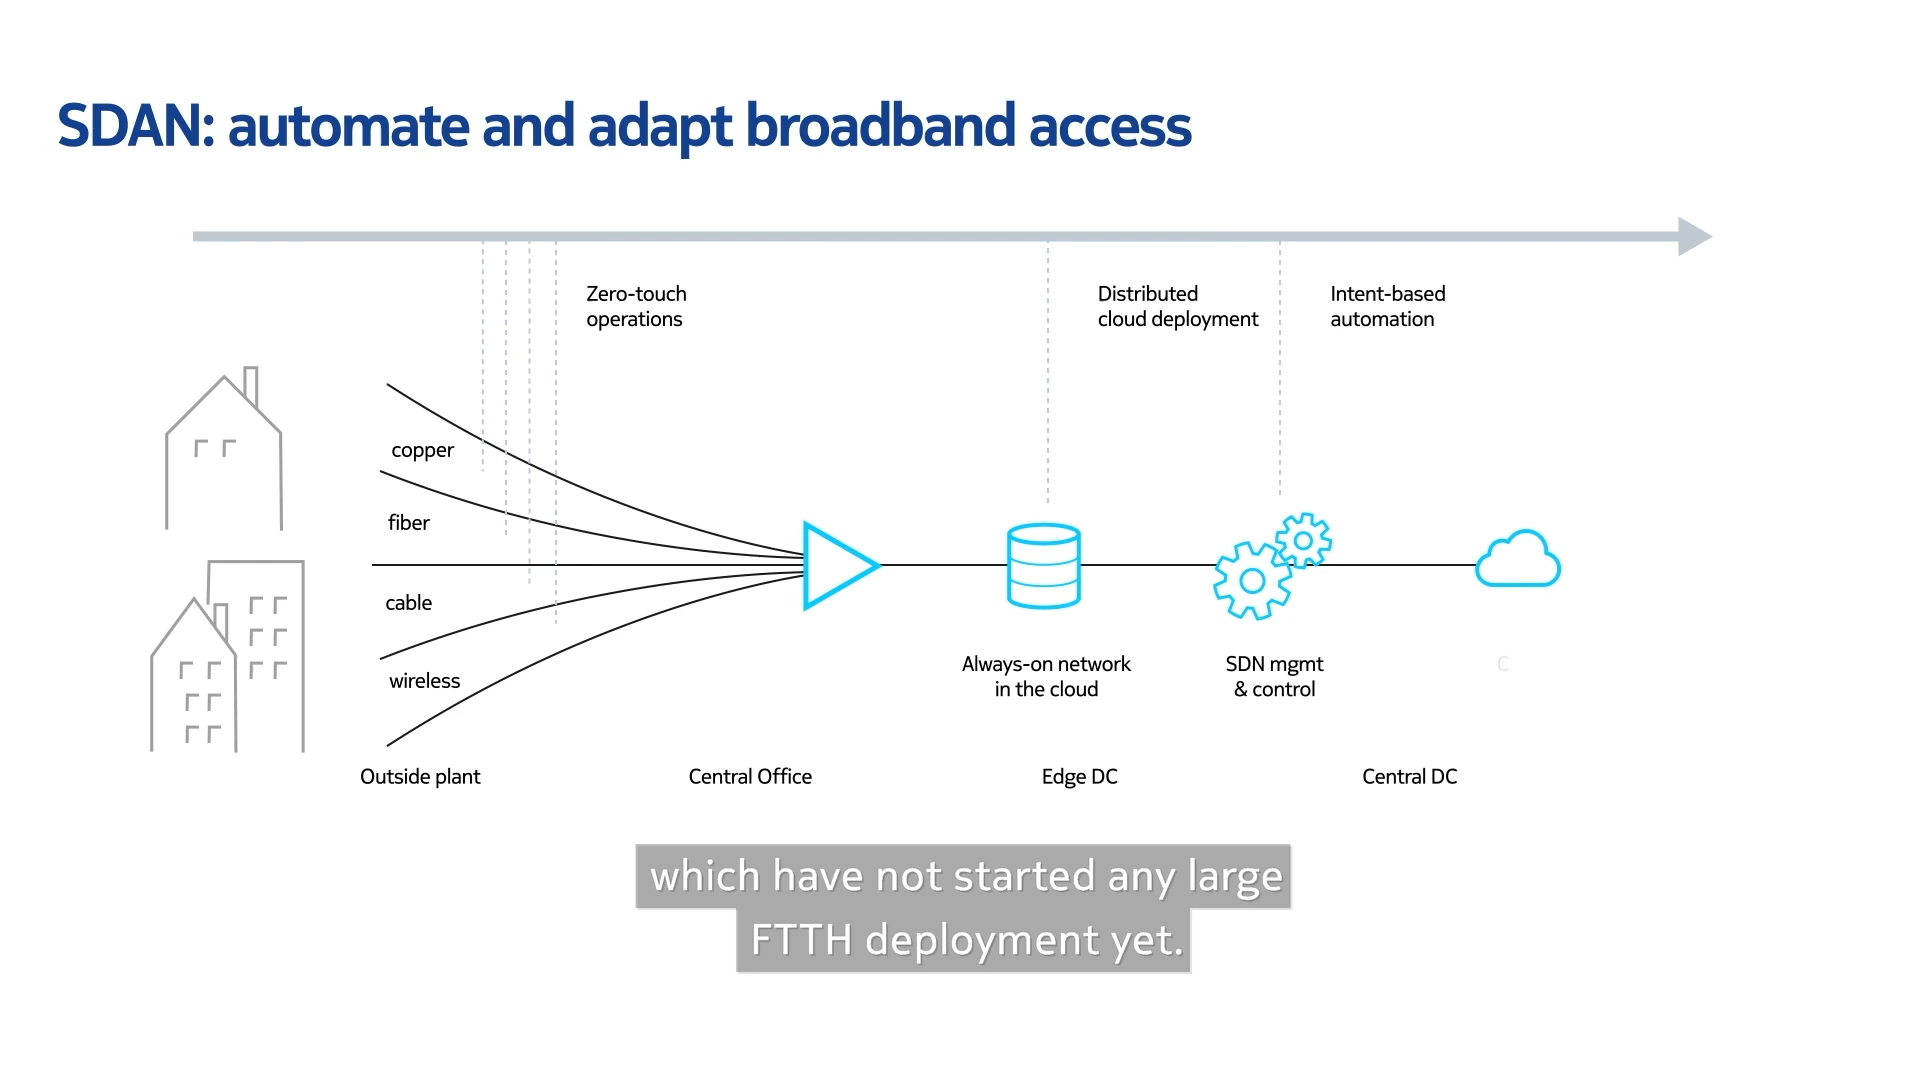 SDAN: automate and adapt broadband access
Zero-touch
operations
Distributed
cloud deployment
Intent-based
automation
copper
fiber
cable
wireless
Always-on network
in the cloud
SDN mgmt
& control
C
Outside plant
Central Office
Edge DC
Central DC
which have not started any large
FTTH deployment yet.